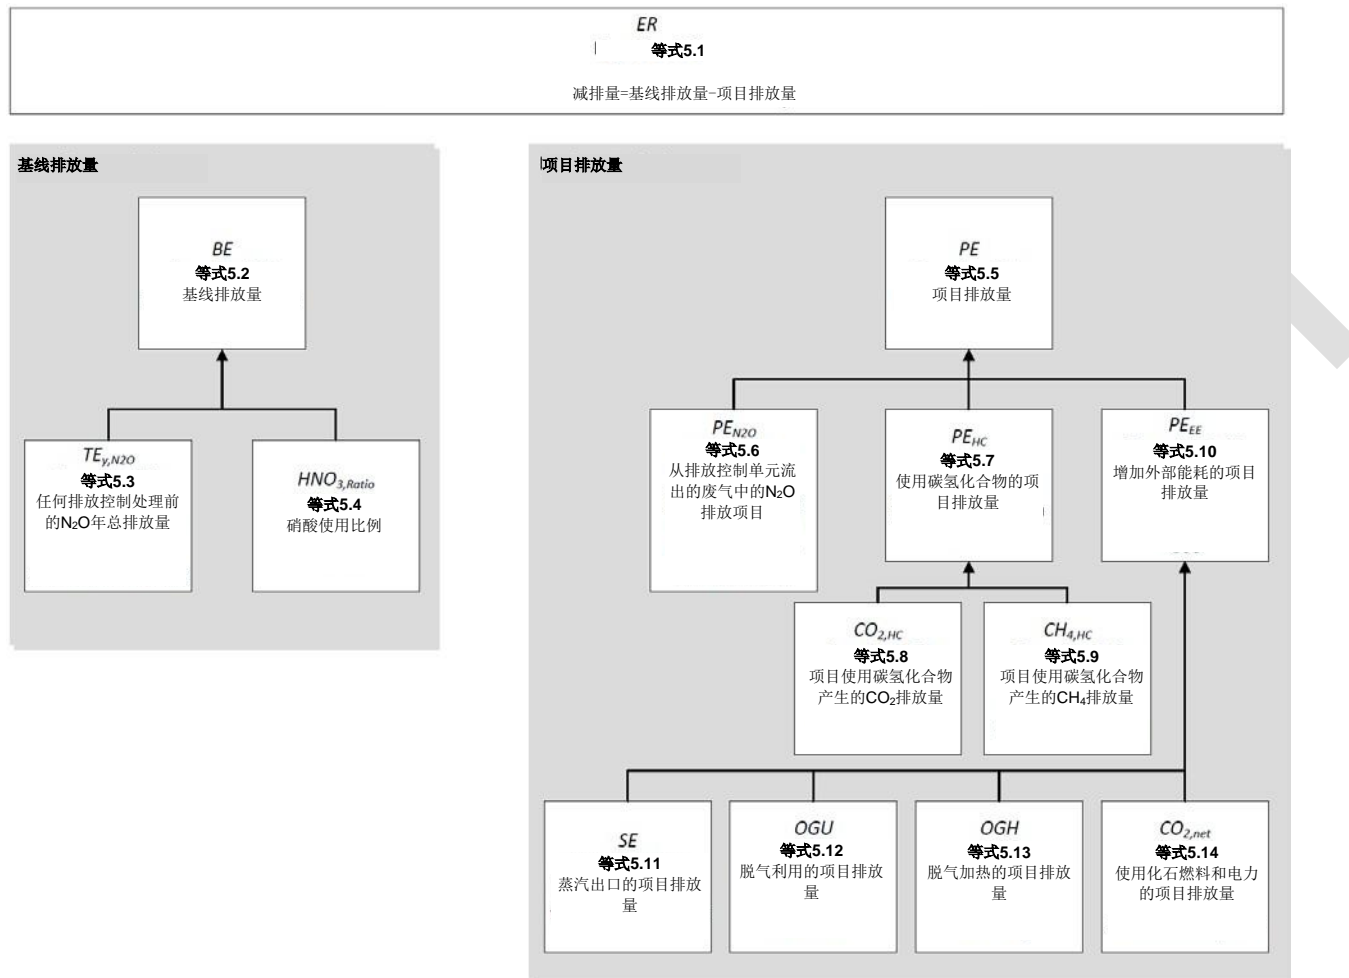 ER
等式5.1
减排量=基线排放量-项目排放量
基线排放量
BE
等式5.2
基线排放量
TEy,N2O
等式5.3
任何排放控制处理前
的N₂O年总排放量
HNO3,Ratio
等式5.4
硝酸使用比例
项目排放量
PE
等式5.5
项目排放量
PEN2O
等式5.6
从排放控制单元流
出的废气中的N₂O
排放项目
PEHC
等式5.7
使用碳氢化合物的项
目排放量
PEEE
等式5.10
增加外部能耗的项目
排放量
CO2,HC
等式5.8
项目使用碳氢化合物
产生的CO₂排放量
CH4,HC
等式5.9
项目使用碳氢化合物
产生的CH₄排放量
SE
等式5.11
蒸汽出口的项目排放
量
OGU
等式5.12
脱气利用的项目排放
量
OGH
等式5.13
脱气加热的项目排放
量
CO2,net
等式5.14
使用化石燃料和电力
的项目排放量